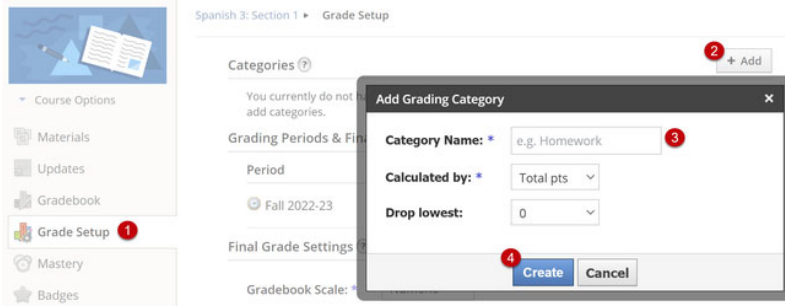 Spanish 3: Section 1 ▸ Grade Setup
2
+ Add
Categories ?
Course Options
You currently do not
add categories.
Add Grading Category
×
Materials
Grading Periods &
Category Name: *
e.g. Homework
3
Updates
Period
Calculated by: *
Total pts
Gradebook
Fall 2022-23
Drop lowest:
0
Grade Setup
1
Final Grade Settings
Mastery
4
Create
Cancel
Badges
Gradebook Scale: *